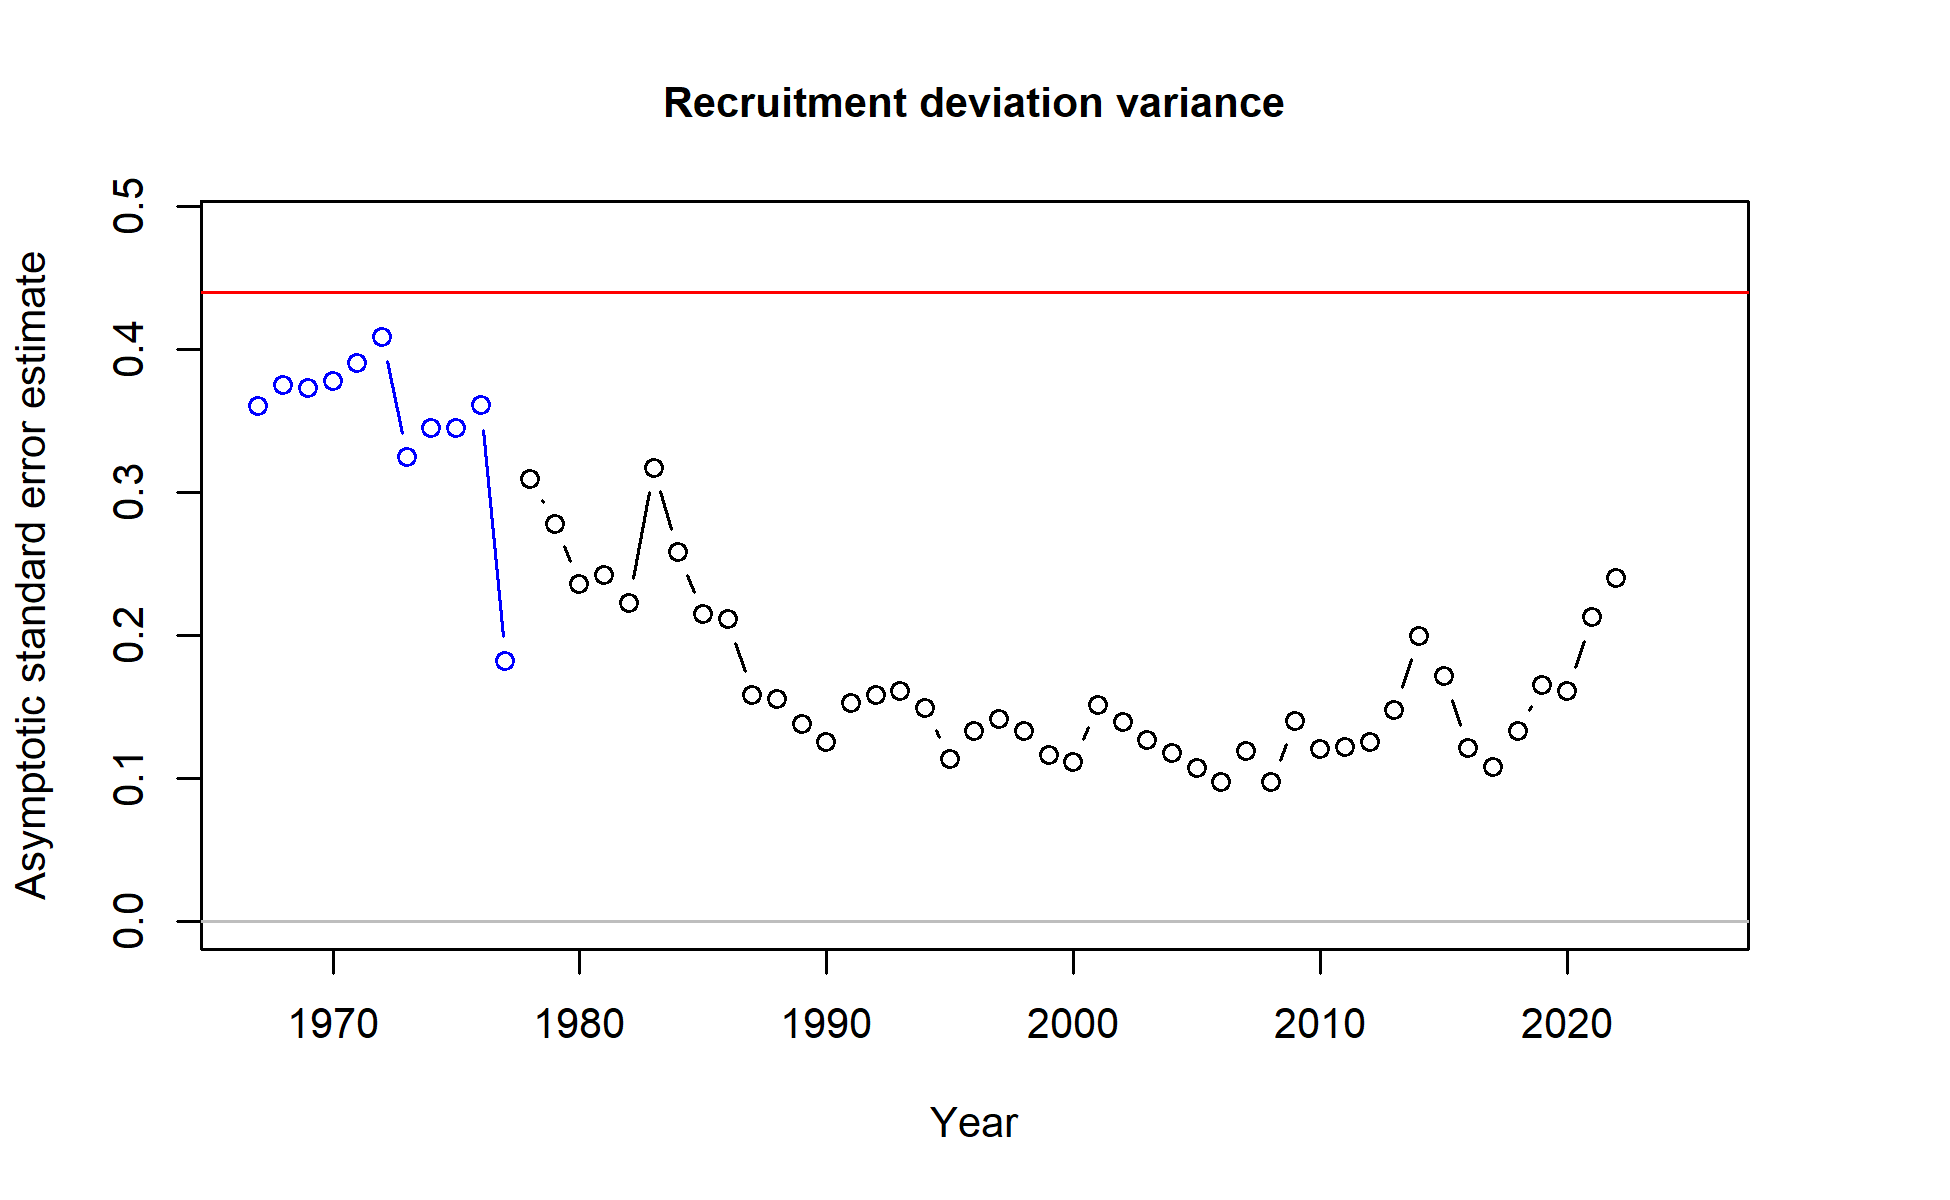 Recruitment deviation variance
Asymptotic standard error estimate
0.5
0.4
0.3
0.2
0.1
0.0
1970 1980 1990 2000 2010 2020
Year